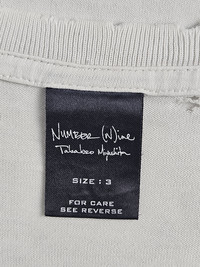 Number (N)ine
Takahiro Miyashita
SIZE : 3
FOR CARE
SEE REVERSE